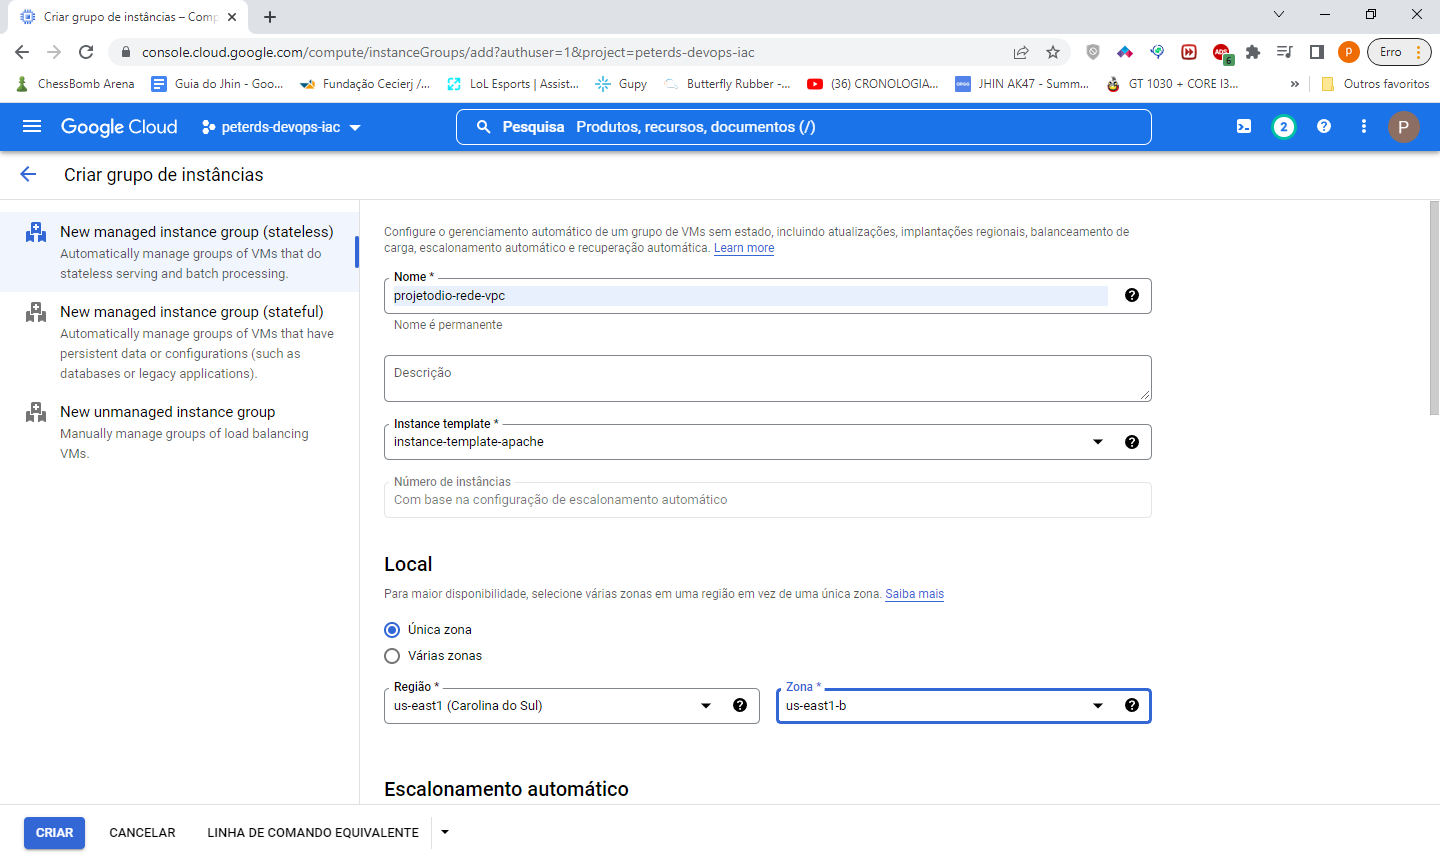 Criar grupo de instâncias – Comp
console.cloud.google.com/compute/instanceGroups/add?authuser=1&project=peterds-devops-iac
ADS
6
p
Erro
ChessBomb Arena
Guia do Jhin - Goo...
Fundação Cecierj /...
LoL Esports | Assist...
Gupy
Butterfly Rubber -...
(36) CRONOLOGIA...
JHIN AK47 - Summ...
GT 1030 + CORE I3...
»
Outros favoritos
Google Cloud
peterds-devops-iac
Pesquisa Produtos, recursos, documentos (/)
2
?
P
Criar grupo de instâncias
New managed instance group (stateless)
Automatically manage groups of VMs that do
stateless serving and batch processing.
New managed instance group (stateful)
Automatically manage groups of VMs that have
persistent data or configurations (such as
databases or legacy applications).
New unmanaged instance group
Manually manage groups of load balancing
VMs.
Configure o gerenciamento automático de um grupo de VMs sem estado, incluindo atualizações, implantações regionais, balanceamento de
carga, escalonamento automático e recuperação automática. Learn more
Nome *
projetodio-rede-vpc
?
Nome é permanente
Descrição
Instance template *
instance-template-apache
?
Número de instâncias
Com base na configuração de escalonamento automático
Local
Para maior disponibilidade, selecione várias zonas em uma região em vez de uma única zona. Saiba mais
Única zona
Várias zonas
Região *
us-east1 (Carolina do Sul)
?
Zona *
us-east1-b
?
Escalonamento automático
CRIAR
CANCELAR
LINHA DE COMANDO EQUIVALENTE